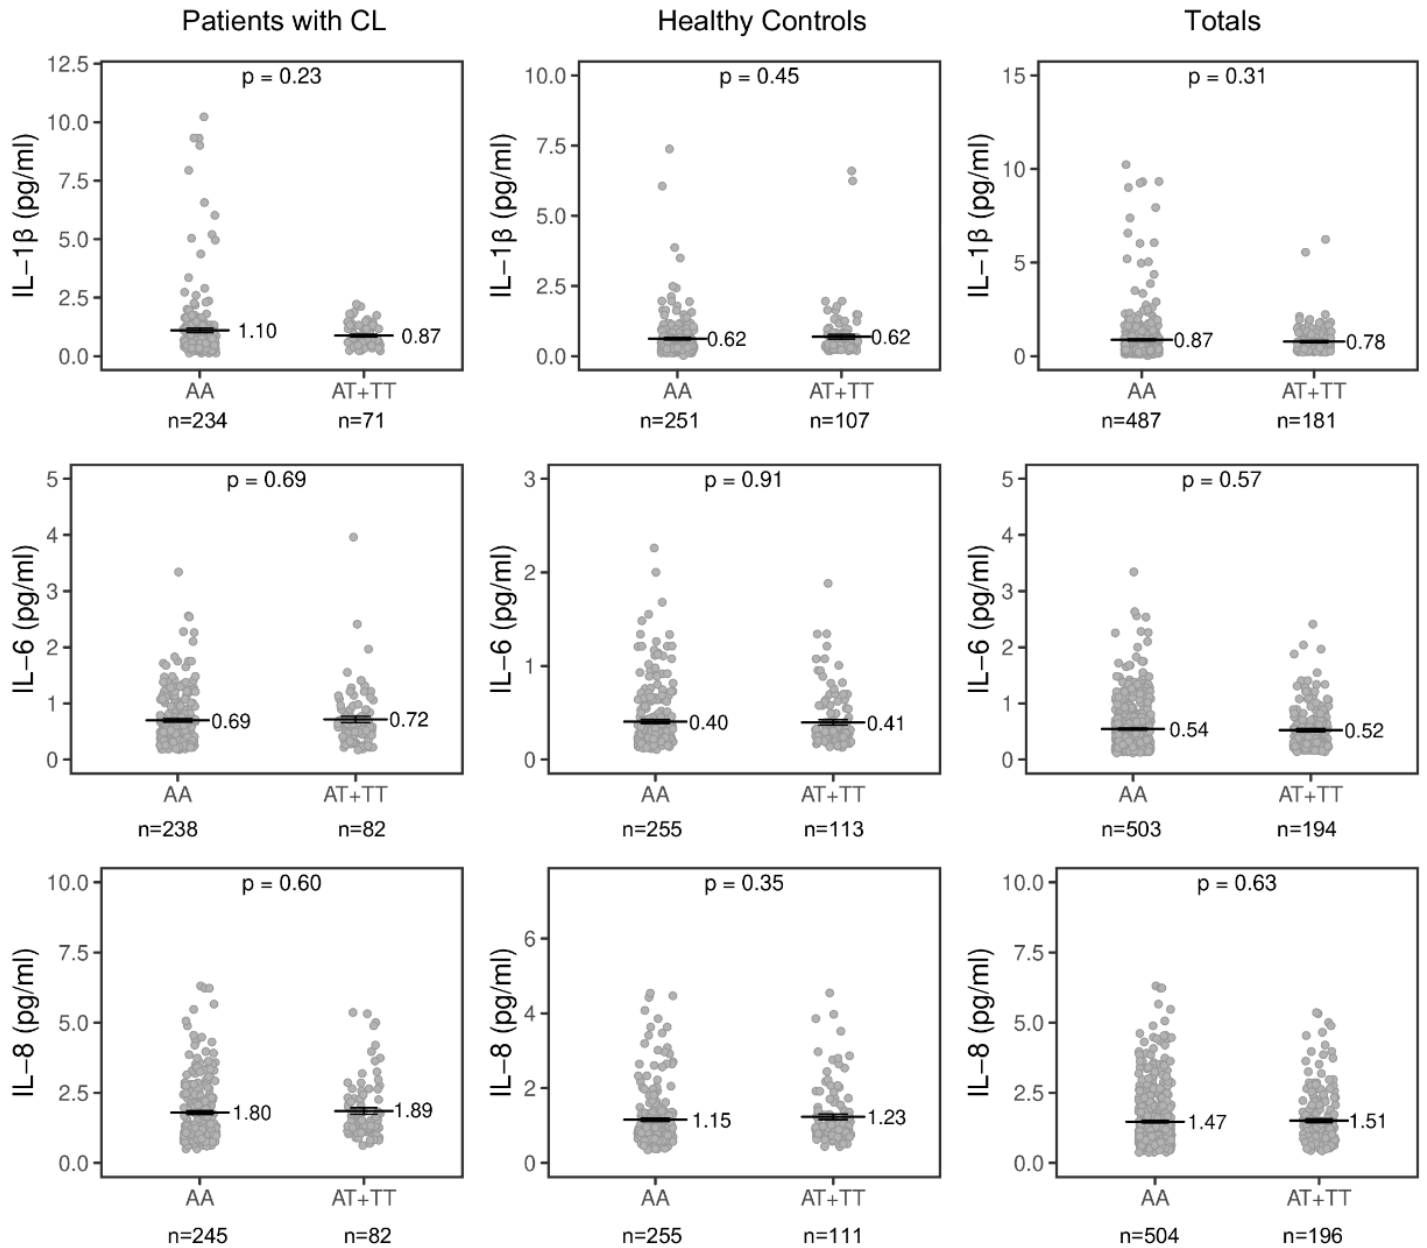 Patients with CL
Healthy Controls
Totals
IL−1β (pg/ml)
12.5
10.0
7.5
5.0
2.5
0.0
p = 0.23
1.10
0.87
AA
AT+TT
n=234
n=71
IL−1β (pg/ml)
10.0
7.5
5.0
2.5
0.0
p = 0.45
0.62
0.62
AA
AT+TT
n=251
n=107
IL−1β (pg/ml)
15
10
5
0
p = 0.31
0.87
0.78
AA
AT+TT
n=487
n=181
IL−6 (pg/ml)
5
4
3
2
1
0
p = 0.69
0.69
0.72
AA
AT+TT
n=238
n=82
IL−6 (pg/ml)
3
2
1
0
p = 0.91
0.40
0.41
AA
AT+TT
n=255
n=113
IL−6 (pg/ml)
5
4
3
2
1
0
p = 0.57
0.54
0.52
AA
AT+TT
n=503
n=194
IL−8 (pg/ml)
10.0
7.5
5.0
2.5
0.0
p = 0.60
1.80
1.89
AA
AT+TT
n=245
n=82
IL−8 (pg/ml)
6
4
2
0
p = 0.35
1.15
1.23
AA
AT+TT
n=255
n=111
IL−8 (pg/ml)
10.0
7.5
5.0
2.5
0.0
p = 0.63
1.47
1.51
AA
AT+TT
n=504
n=196